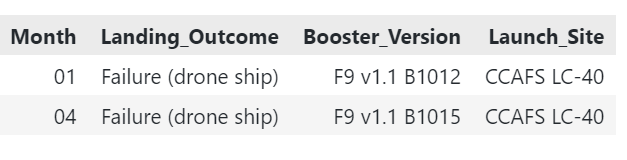 Month Landing_Outcome Booster_Version Launch_Site
01 Failure (drone ship) F9 v1.1 B1012 CCAFS LC-40
04 Failure (drone ship) F9 v1.1 B1015 CCAFS LC-40